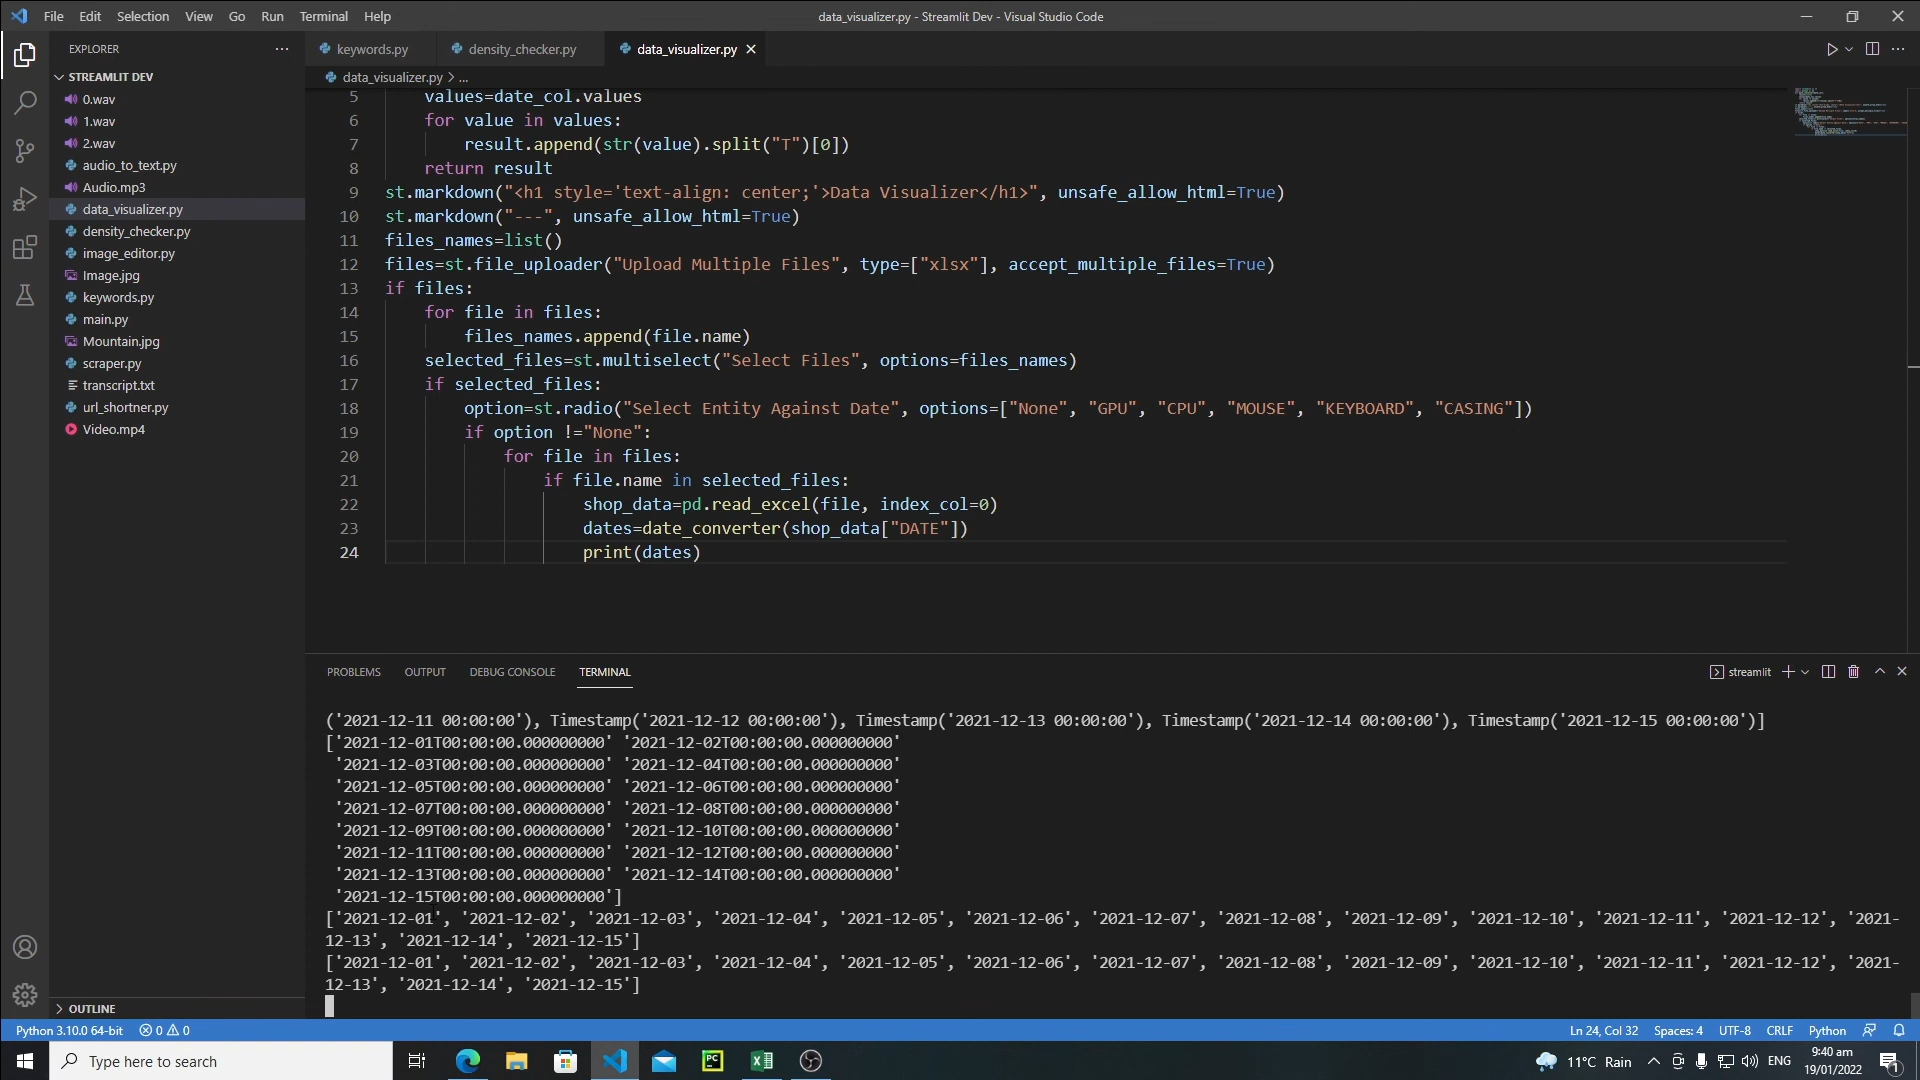 File Edit Selection View Go Run Terminal Help
data_visualizer.py - Streamlit Dev - Visual Studio Code
EXPLORER
STREAMLIT DEV
0.wav
1.wav
2.wav
audio_to_text.py
Audio.mp3
data_visualizer.py
density_checker.py
image_editor.py
Image.jpg
keywords.py
main.py
Mountain.jpg
scraper.py
transcript.txt
url_shortner.py
Video.mp4
OUTLINE
keywords.py density_checker.py data_visualizer.py
data_visualizer.py > ...
5 values=date_col.values
6 for value in values:
7 result.append(str(value).split("T")[0])
8 return result
9 st.markdown("<h1 style='text-align: center;'>Data Visualizer</h1>", unsafe_allow_html=True)
10 st.markdown("---", unsafe_allow_html=True)
11 files_names=list()
12 files=st.file_uploader("Upload Multiple Files", type=["xlsx"], accept_multiple_files=True)
13 if files:
14 for file in files:
15 files_names.append(file.name)
16 selected_files=st.multiselect("Select Files", options=files_names)
17 if selected_files:
18 option=st.radio("Select Entity Against Date", options=["None", "GPU", "CPU", "MOUSE", "KEYBOARD", "CASING"])
19 if option !="None":
20 for file in files:
21 if file.name in selected_files:
22 shop_data=pd.read_excel(file, index_col=0)
23 dates=date_converter(shop_data["DATE"])
24 print(dates)
PROBLEMS OUTPUT DEBUG CONSOLE TERMINAL
streamlit
('2021-12-11 00:00:00'), Timestamp('2021-12-12 00:00:00'), Timestamp('2021-12-13 00:00:00'), Timestamp('2021-12-14 00:00:00'), Timestamp('2021-12-15 00:00:00')]
['2021-12-01T00:00:00.000000000' '2021-12-02T00:00:00.000000000'
'2021-12-03T00:00:00.000000000' '2021-12-04T00:00:00.000000000'
'2021-12-05T00:00:00.000000000' '2021-12-06T00:00:00.000000000'
'2021-12-07T00:00:00.000000000' '2021-12-08T00:00:00.000000000'
'2021-12-09T00:00:00.000000000' '2021-12-10T00:00:00.000000000'
'2021-12-11T00:00:00.000000000' '2021-12-12T00:00:00.000000000'
'2021-12-13T00:00:00.000000000' '2021-12-14T00:00:00.000000000'
'2021-12-15T00:00:00.000000000']
['2021-12-01', '2021-12-02', '2021-12-03', '2021-12-04', '2021-12-05', '2021-12-06', '2021-12-07', '2021-12-08', '2021-12-09', '2021-12-10', '2021-12-11', '2021-12-12', '2021-
12-13', '2021-12-14', '2021-12-15']
['2021-12-01', '2021-12-02', '2021-12-03', '2021-12-04', '2021-12-05', '2021-12-06', '2021-12-07', '2021-12-08', '2021-12-09', '2021-12-10', '2021-12-11', '2021-12-12', '2021-
12-13', '2021-12-14', '2021-12-15']
Python 3.10.0 64-bit 0 0 Ln 24, Col 32 Spaces: 4 UTF-8 CRLF Python
Type here to search
PC
11°C Rain
ENG
9:40 am
19/01/2022
1